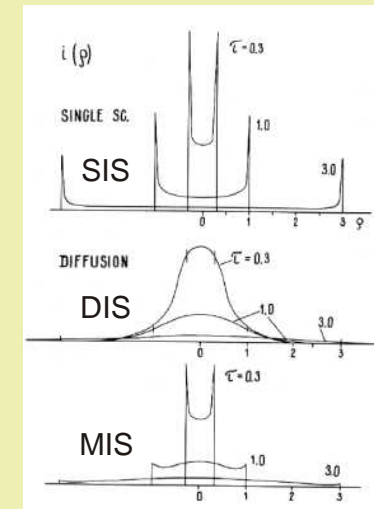 i (ρ)
τ=0.3
SINGLE SC.
1.0
SIS
3.0
0 1 2 3 ρ
DIFFUSION
τ=0.3
DIS
1.0
3.0
0 1 2 3
τ=0.3
MIS
1.0
3.0
0 1 2 3